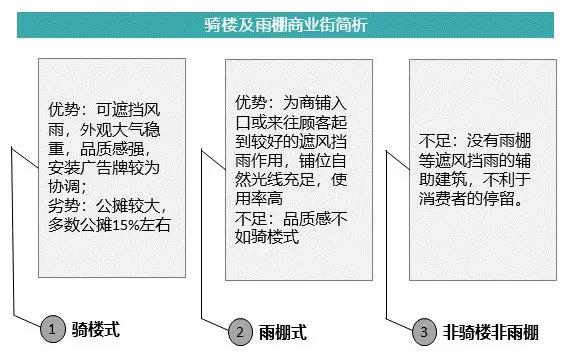 骑楼及雨棚商业街简析
优势：可遮挡风
雨，外观大气稳
重，品质感强，
安装广告牌较为
协调；
劣势：公摊较大，
多数公摊15%左右
1 骑楼式
优势：为商铺入
口或来往顾客起
到较好的遮风挡
雨作用，铺位自
然光线充足，使
用率高
不足：品质感不
如骑楼式
2 雨棚式
不足：没有雨棚
等遮风挡雨的辅
助建筑，不利于
消费者的停留。
3 非骑楼非雨棚